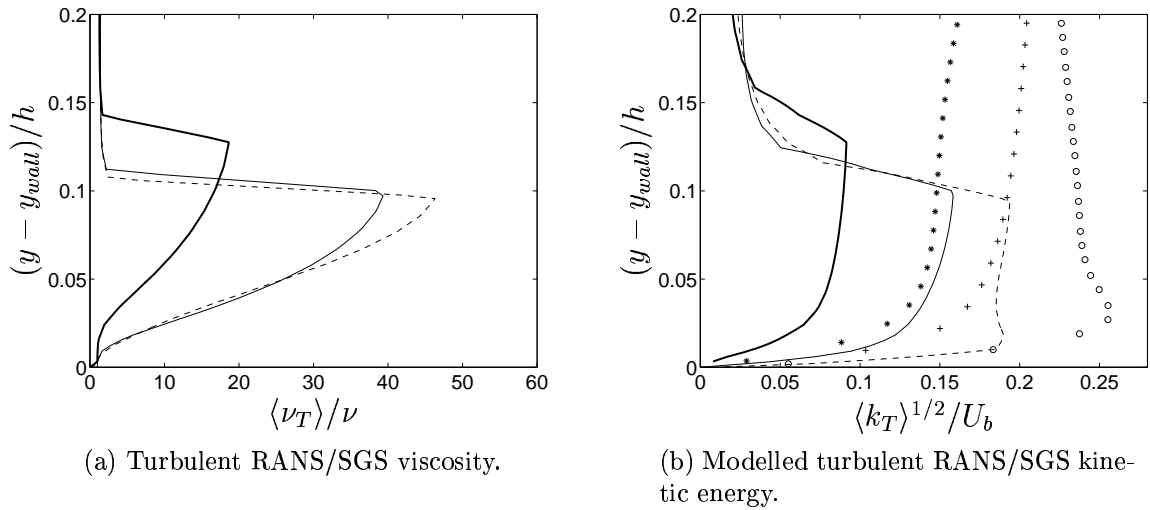 0.2
0.15
0.1
0.05
0
(y − y_wall)/h
0 10 20 30 40 50 60
⟨ν_T⟩/ν
(a) Turbulent RANS/SGS viscosity.
0.2
0.15
0.1
0.05
0
(y − y_wall)/h
0 0.05 0.1 0.15 0.2 0.25
⟨k_T⟩^{1/2}/U_b
(b) Modelled turbulent RANS/SGS kine-
tic energy.